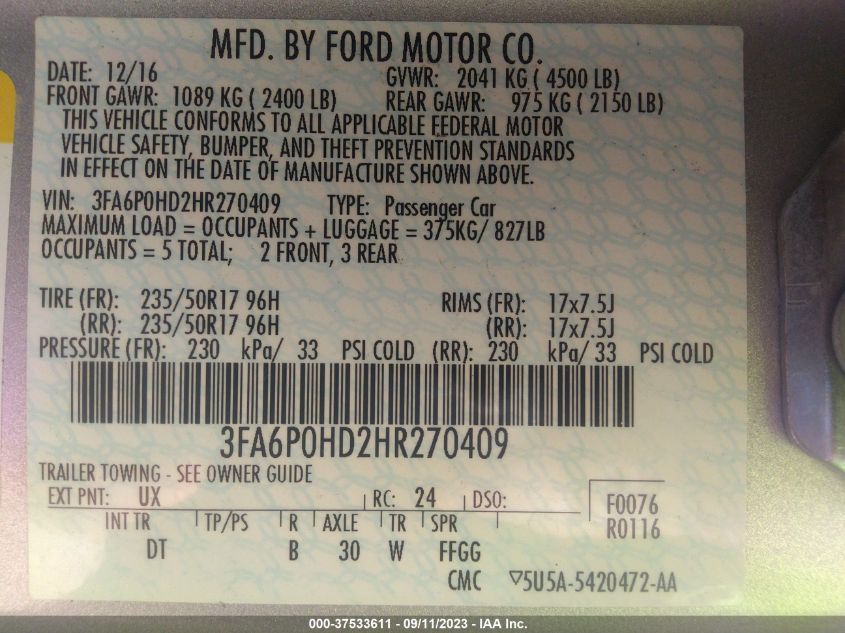 MFD. BY FORD MOTOR CO.
DATE: 12/16 GVWR: 2041 KG ( 4500 LB)
FRONT GAWR: 1089 KG ( 2400 LB) REAR GAWR: 975 KG ( 2150 LB)
THIS VEHICLE CONFORMS TO ALL APPLICABLE FEDERAL MOTOR
VEHICLE SAFETY, BUMPER, AND THEFT PREVENTION STANDARDS
IN EFFECT ON THE DATE OF MANUFACTURE SHOWN ABOVE.
VIN: 3FA6P0HD2HR270409 TYPE: Passenger Car
MAXIMUM LOAD = OCCUPANTS + LUGGAGE = 375KG/ 827LB
OCCUPANTS = 5 TOTAL; 2 FRONT, 3 REAR
TIRE (FR): 235/50R17 96H RIMS (FR): 17x7.5J
(RR): 235/50R17 96H (RR): 17x7.5J
PRESSURE (FR): 230 kPa/ 33 PSI COLD (RR): 230 kPa/ 33 PSI COLD
3FA6P0HD2HR270409
TRAILER TOWING - SEE OWNER GUIDE
EXT PNT: UX RC: 24 DSO: F0076
INT TR TP/PS R AXLE TR SPR R0116
DT B 30 W FFGG
CMC ▽5U5A-5420472-AA
000-37533611 - 09/11/2023 - IAA Inc.